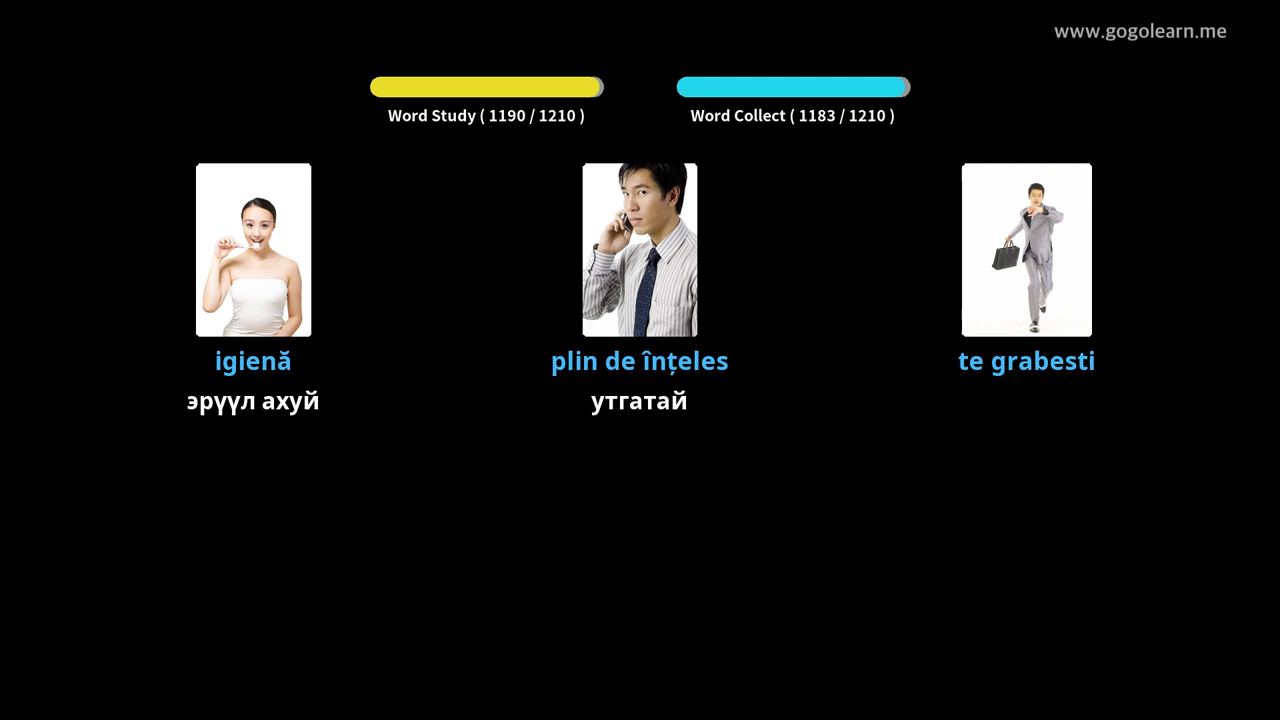 www.gogolearn.me
Word Study ( 1190 / 1210 )
Word Collect ( 1183 / 1210 )
igienă
plin de înțeles
te grabesti
эрүүл ахуй
утгатай